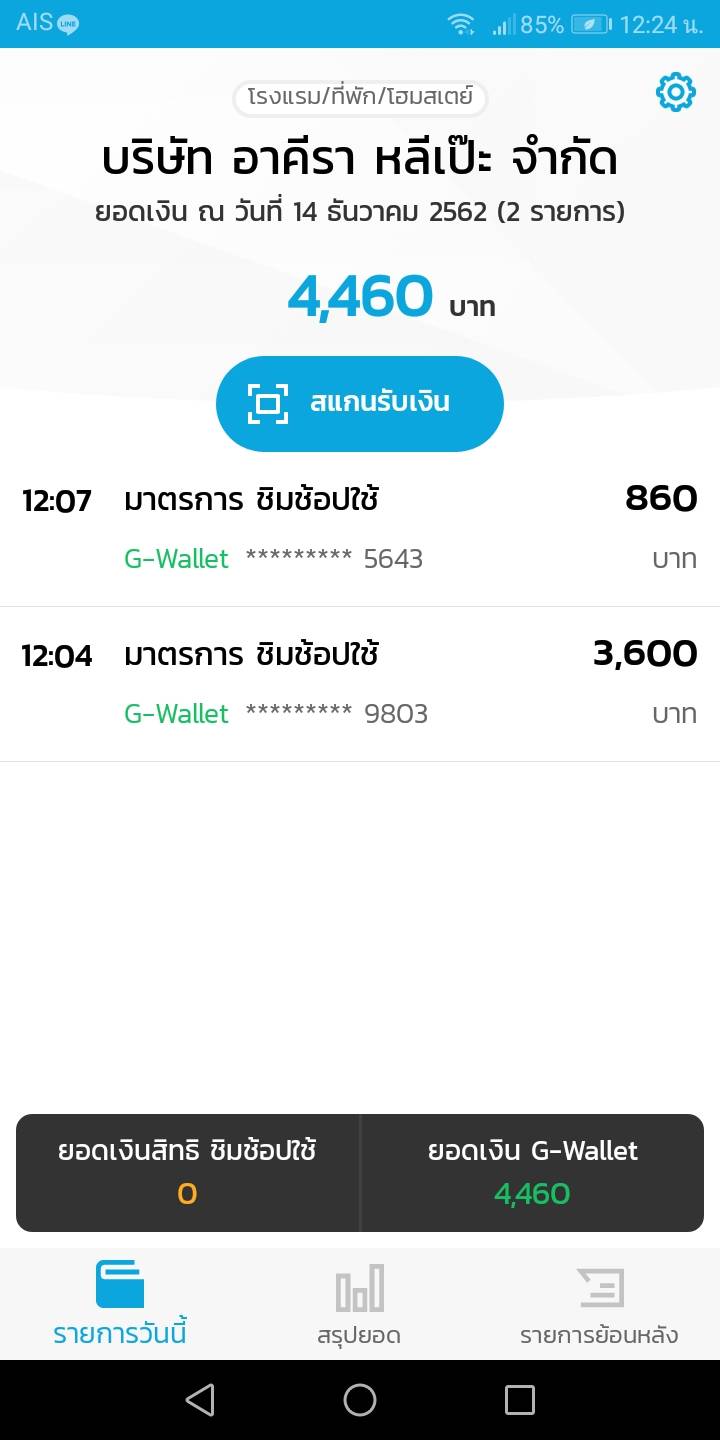 AIS LINE 85% 12:24 น.
โรงแรม/ที่พัก/โฮมสเตย์
บริษัท อาคีรา หลีเป๊ะ จำกัด
ยอดเงิน ณ วันที่ 14 ธันวาคม 2562 (2 รายการ)
4,460 บาท
สแกนรับเงิน
12:07 มาตรการ ชิมช้อปใช้ 860
G-Wallet ********* 5643 บาท
12:04 มาตรการ ชิมช้อปใช้ 3,600
G-Wallet ********* 9803 บาท
ยอดเงินสิทธิ ชิมช้อปใช้ ยอดเงิน G-Wallet
0 4,460
รายการวันนี้ สรุปยอด รายการย้อนหลัง